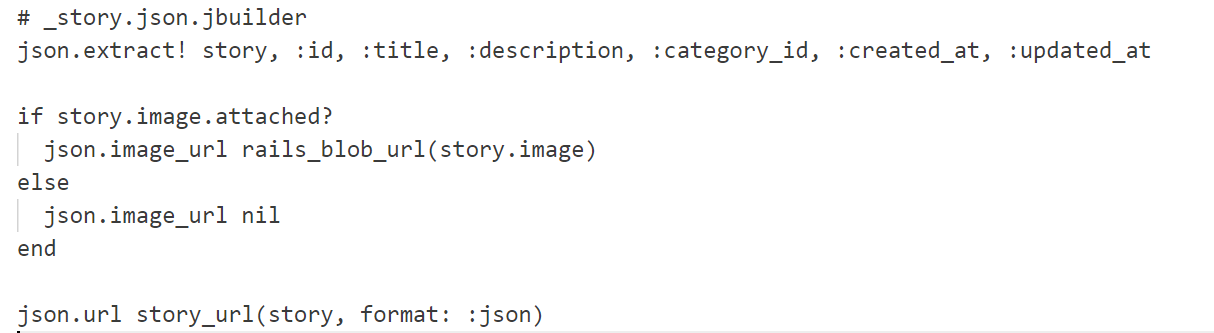 # _story.json.jbuilder
json.extract! story, :id, :title, :description, :category_id, :created_at, :updated_at
if story.image.attached?
json.image_url rails_blob_url(story.image)
else
json.image_url nil
end
json.url story_url(story, format: :json)